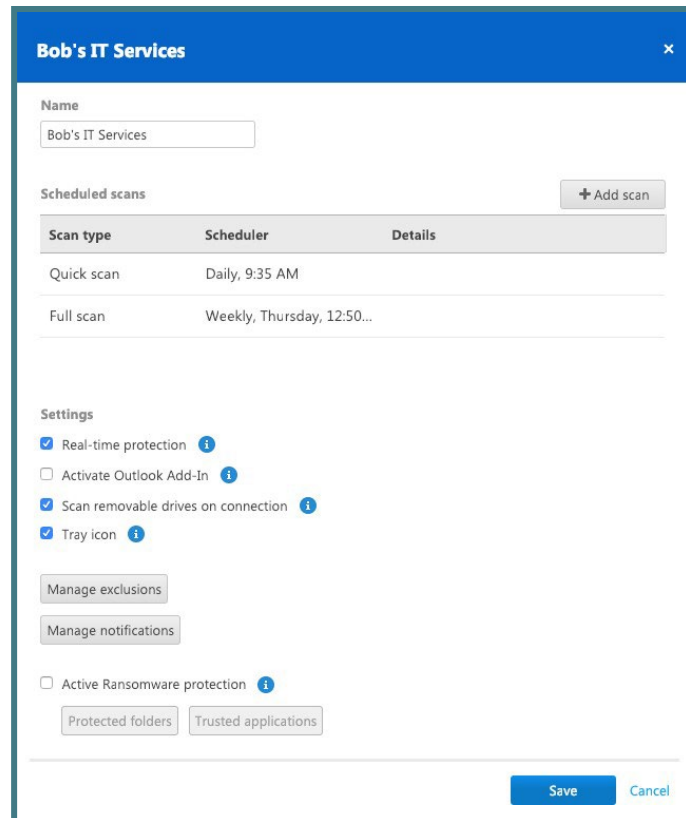 Bob's IT Services ×
Name
Bob's IT Services
Scheduled scans + Add scan
Scan type Scheduler Details
Quick scan Daily, 9:35 AM
Full scan Weekly, Thursday, 12:50...
Settings
Real-time protection i
Activate Outlook Add-In i
Scan removable drives on connection i
Tray icon i
Manage exclusions
Manage notifications
Active Ransomware protection i
Protected folders Trusted applications
Save Cancel